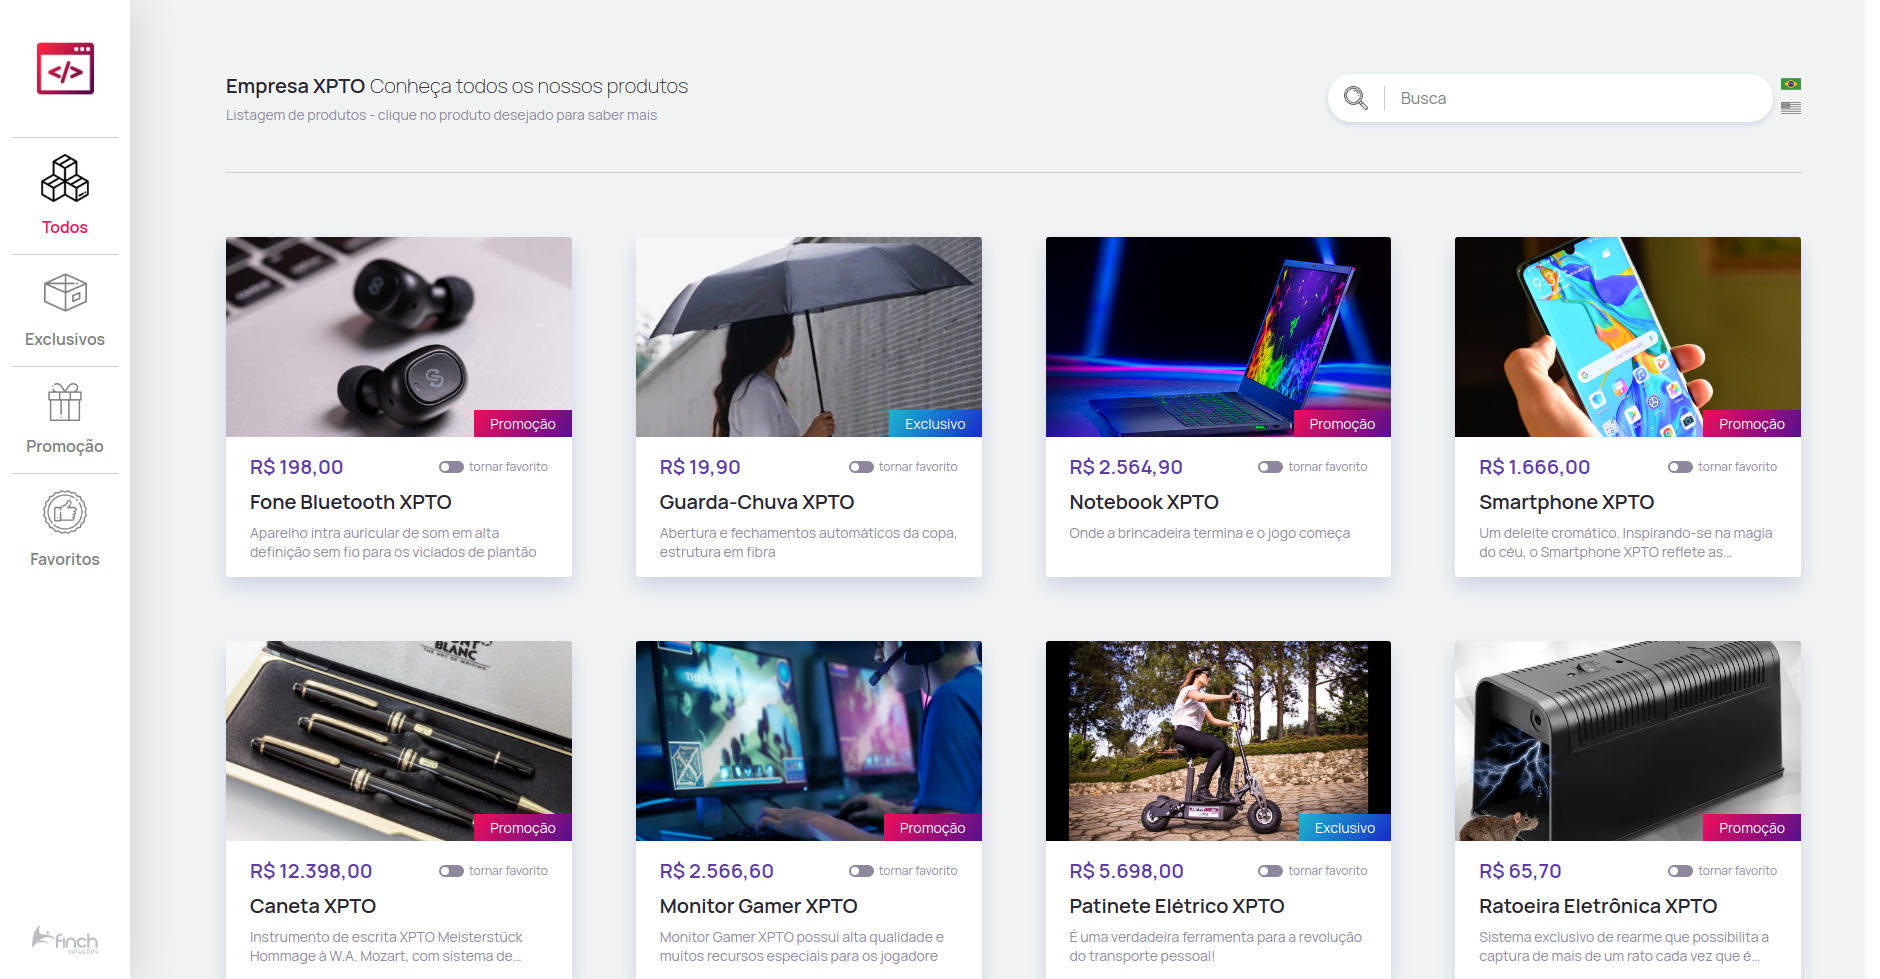 </>
Todos
Exclusivos
Promoção
Favoritos
finch
soluções
Empresa XPTO Conheça todos os nossos produtos
Listagem de produtos - clique no produto desejado para saber mais
Busca
Promoção
R$ 198,00
tornar favorito
Fone Bluetooth XPTO
Aparelho intra auricular de som em alta
definição sem fio para os viciados de plantão
Exclusivo
R$ 19,90
tornar favorito
Guarda-Chuva XPTO
Abertura e fechamentos automáticos da copa,
estrutura em fibra
Promoção
R$ 2.564,90
tornar favorito
Notebook XPTO
Onde a brincadeira termina e o jogo começa
Promoção
R$ 1.666,00
tornar favorito
Smartphone XPTO
Um deleite cromático. Inspirando-se na magia
do céu, o Smartphone XPTO reflete as...
BLANC
THE ART OF WRITING
Promoção
R$ 12.398,00
tornar favorito
Caneta XPTO
Instrumento de escrita XPTO Meisterstück
Hommage à W.A. Mozart, com sistema de...
Promoção
R$ 2.566,60
tornar favorito
Monitor Gamer XPTO
Monitor Gamer XPTO possui alta qualidade e
muitos recursos especiais para os jogadore
Exclusivo
R$ 5.698,00
tornar favorito
Patinete Elétrico XPTO
É uma verdadeira ferramenta para a revolução
do transporte pessoal!
Promoção
R$ 65,70
tornar favorito
Ratoeira Eletrônica XPTO
Sistema exclusivo de rearme que possibilita a
captura de mais de um rato cada vez que é...